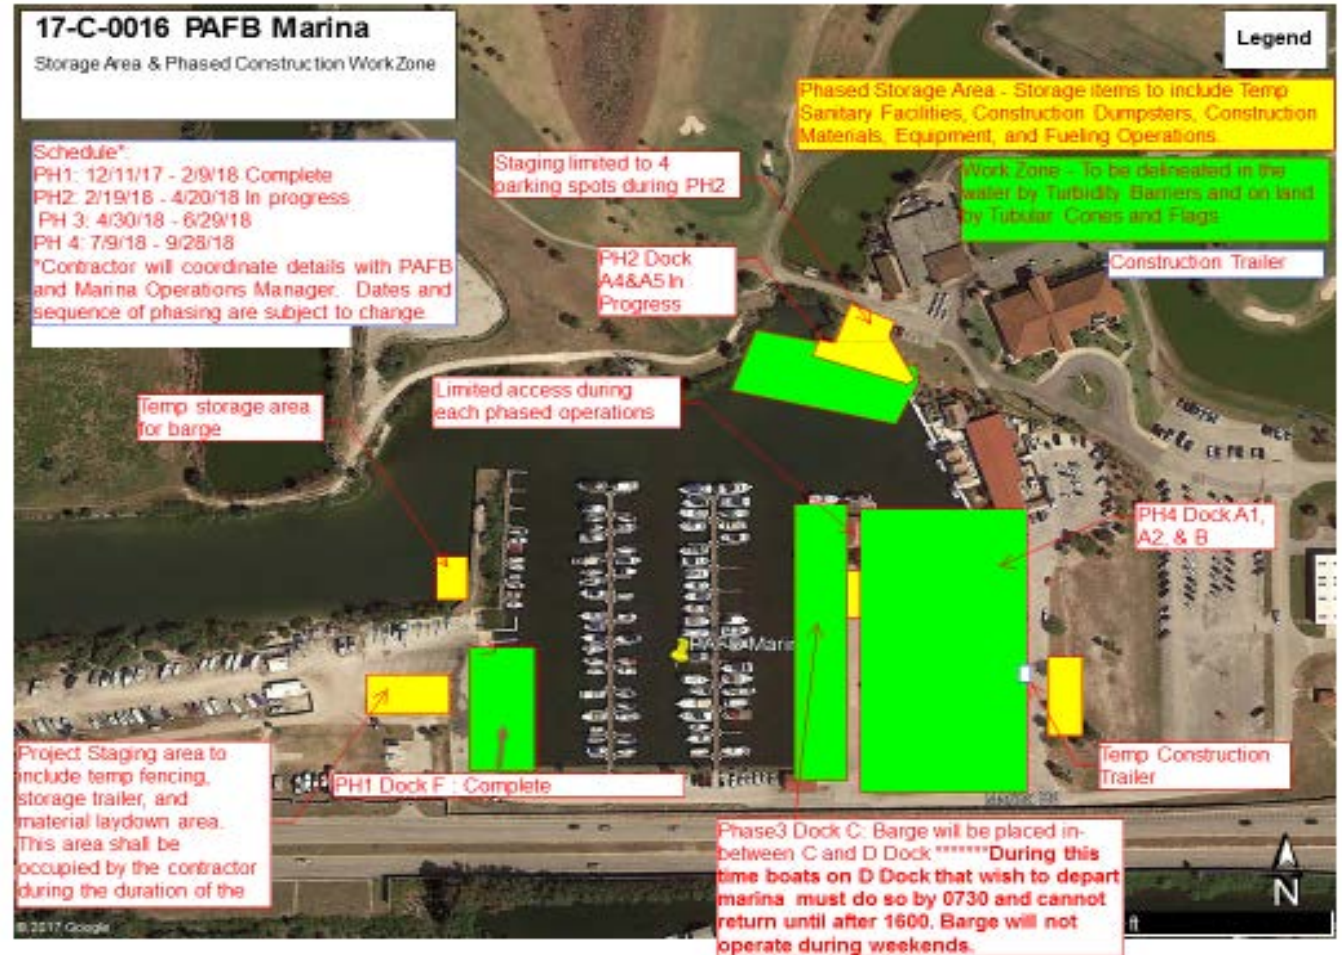 17-C-0016 PAFB Marina
Storage Area & Phased Construction WorkZone
Legend
Phased Storage Area - Storage items to include Temp
Sanitary Facilities, Construction Dumpsters, Construction
Materials, Equipment, and Fueling Operations.
Work Zone - To be delineated in the
water by Turbidity Barriers and on land
by Tubular Cones and Flags
Construction Trailer
Schedule*:
PH1: 12/11/17 - 2/9/18 Complete
PH2: 2/19/18 - 4/20/18 In progress
PH 3: 4/30/18 - 6/29/18
PH 4: 7/9/18 - 9/28/18
*Contractor will coordinate details with PAFB
and Marina Operations Manager. Dates and
sequence of phasing are subject to change
Staging limited to 4
parking spots during PH2
PH2 Dock
A4&A5 In
Progress
Limited access during
each phased operations
Temp storage area
for barge
PH4 Dock A1,
A2, & B
PAFB Marin
Project Staging area to
include temp fencing,
storage trailer, and
material laydown area.
This area shall be
occupied by the contractor
during the duration of the
PH1 Dock F : Complete
Temp Construction
Trailer
Phase3 Dock C: Barge will be placed in-
between C and D Dock *******During this
time boats on D Dock that wish to depart
marina must do so by 0730 and cannot
return until after 1600. Barge will not
operate during weekends.
N
ft
© 2017 Google